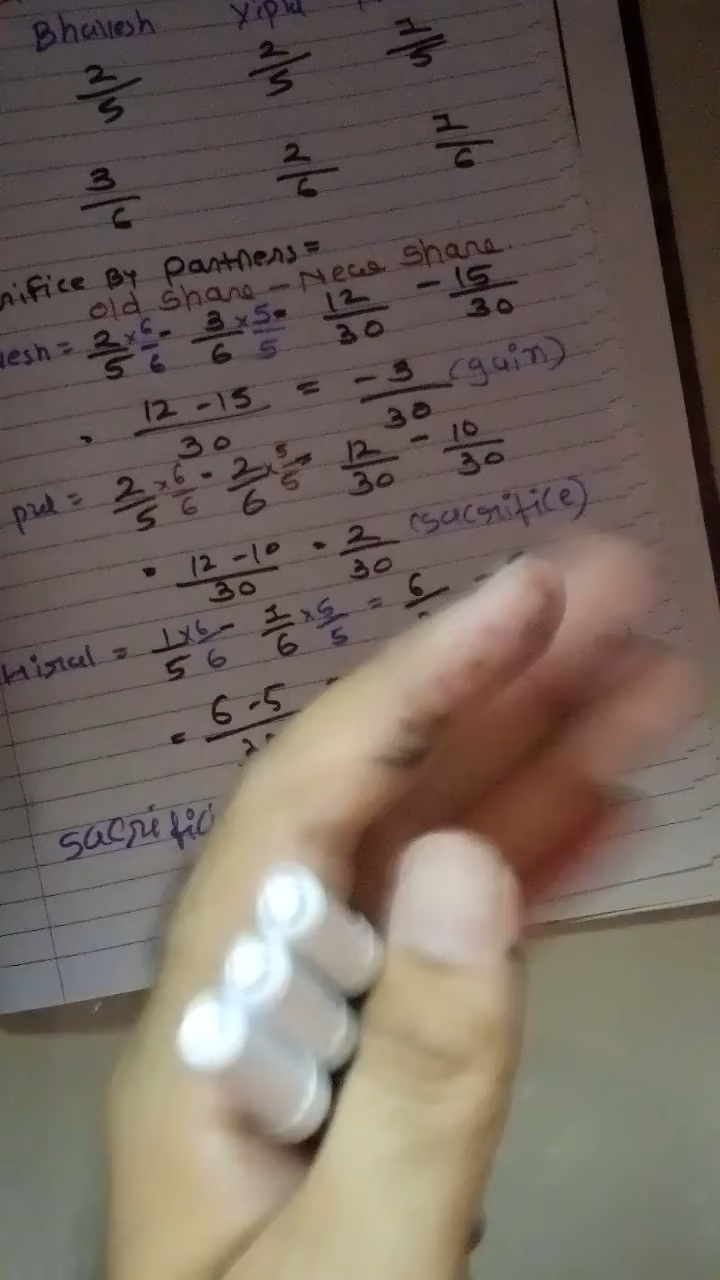 Bhavesh Vipul
2/5 2/5 1/5
3/6 2/6 1/6
rifice By partners =
old share - New share.
esh = 2/5 × 6/6 - 3/6 × 5/5 = 12/30 - 15/30
= 12 - 15/30 = -3/30 (gain)
pul = 2/5 × 6/6 - 2/6 × 5/5 = 12/30 - 10/30
= 12 - 10/30 = 2/30 (sacrifice)
= 1/5 × 6/6 - 1/6 × 5/5 = 6/
= 6 - 5/
sacrific